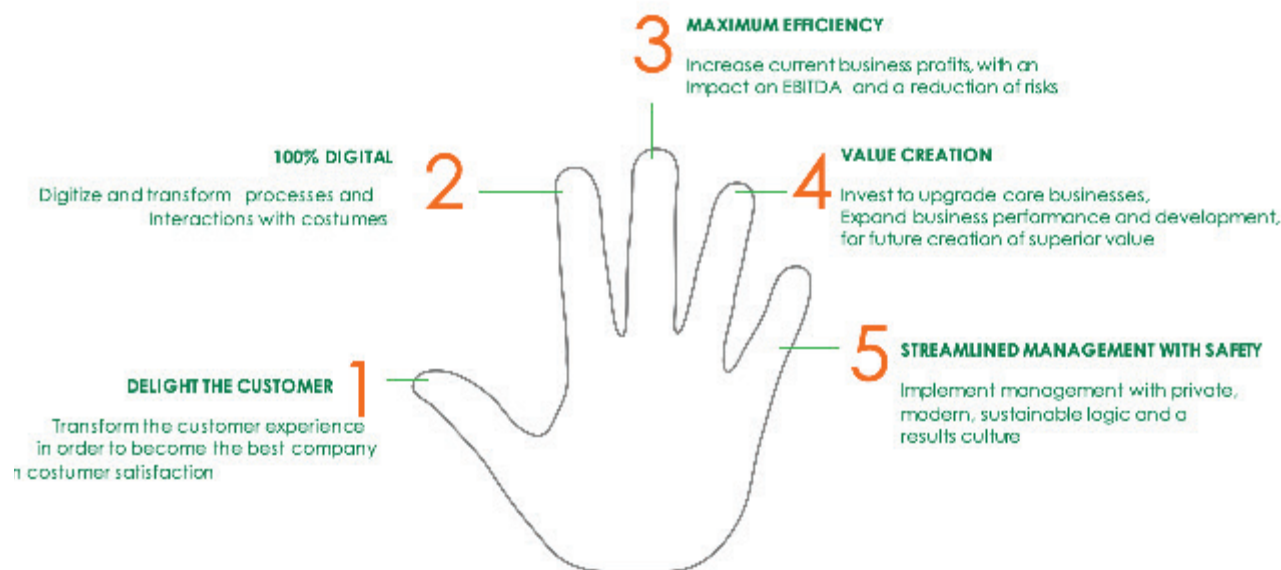 3
MAXIMUM EFFICIENCY
Increase current business profits, with an
Impact on EBITDA and a reduction of risks
100% DIGITAL
2
Digitize and transform processes and
Interactions with costumers
4
VALUE CREATION
Invest to upgrade core businesses,
Expand business performance and development,
for future creation of superior value
DELIGHT THE CUSTOMER
1
Transform the customer experience
in order to become the best company
n costumer satisfaction
5
STREAMLINED MANAGEMENT WITH SAFETY
Implement management with private,
modern, sustainable logic and a
results culture